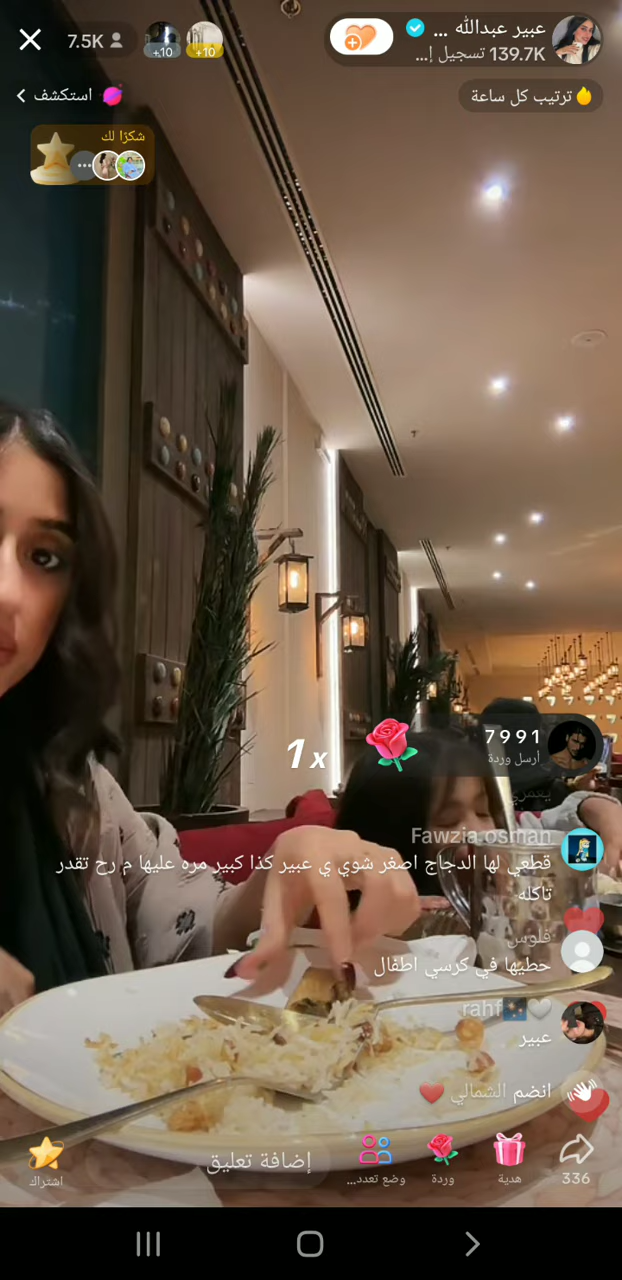 عبير عبدالله ...
139.7K تسجيل إ...
7.5K
+10
+10
ترتيب كل ساعة
استكشف
شكرًا لك
7991
أرسل وردة
1x
Fawzia osman
قطعي لها الدجاج اصغر شوي ي عبير كذا كبير مره عليها م رح تقدر
تاكله
فلوس
حطيها في كرسي اطفال
rahf
عبير
انضم الشمالي
إضافة تعليق
اشتراك
وضع تعدد...
وردة
هدية
336